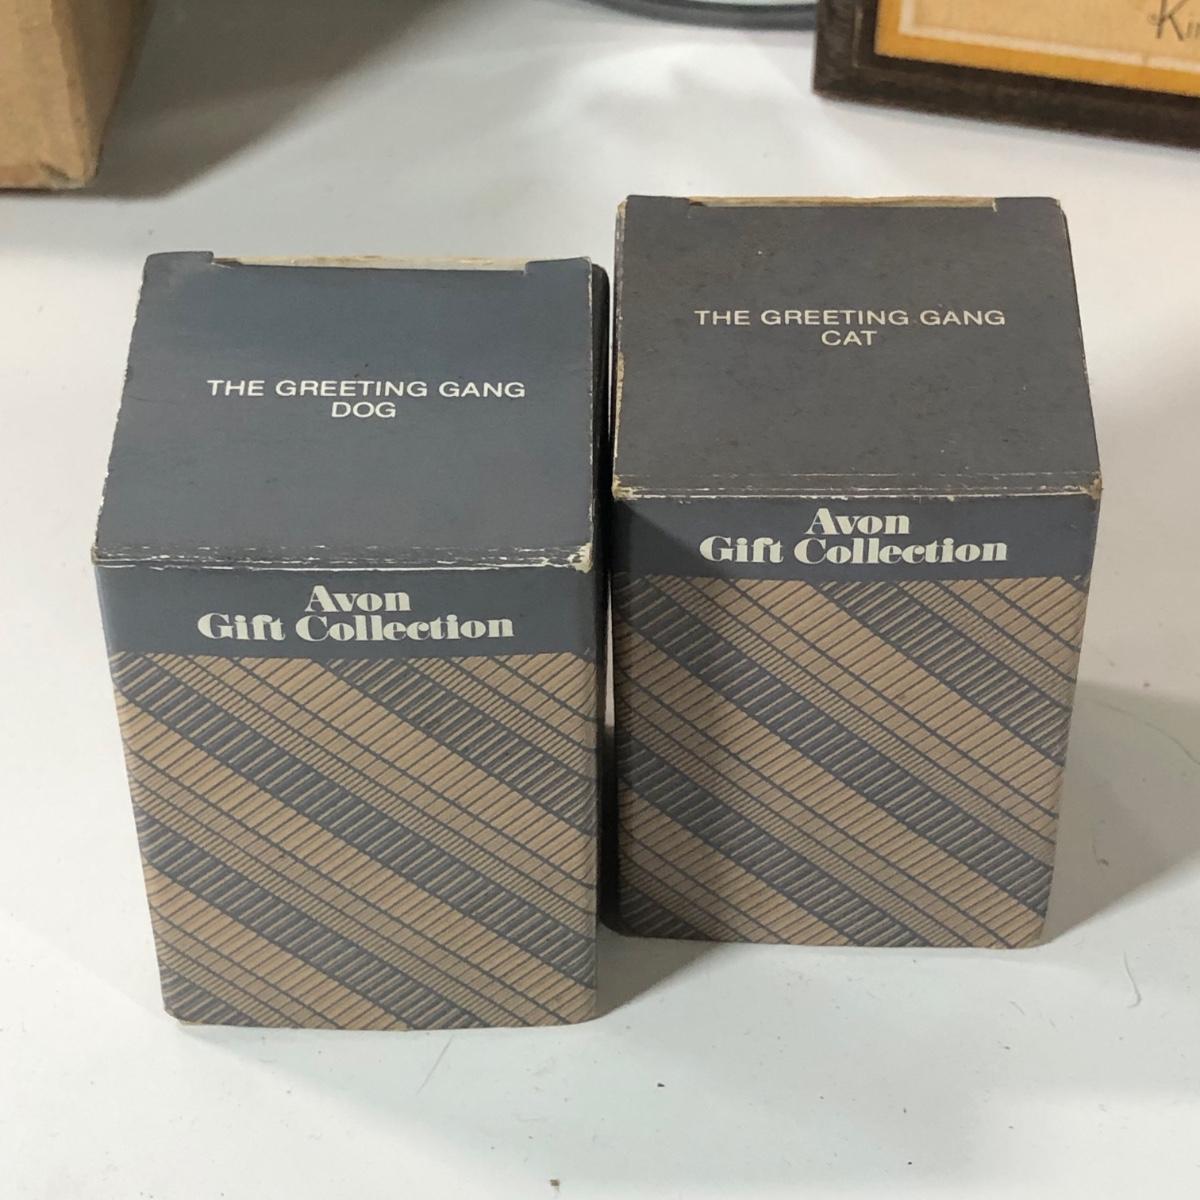 THE GREETING GANG
DOG
Avon
Gift Collection
THE GREETING GANG
CAT
Avon
Gift Collection